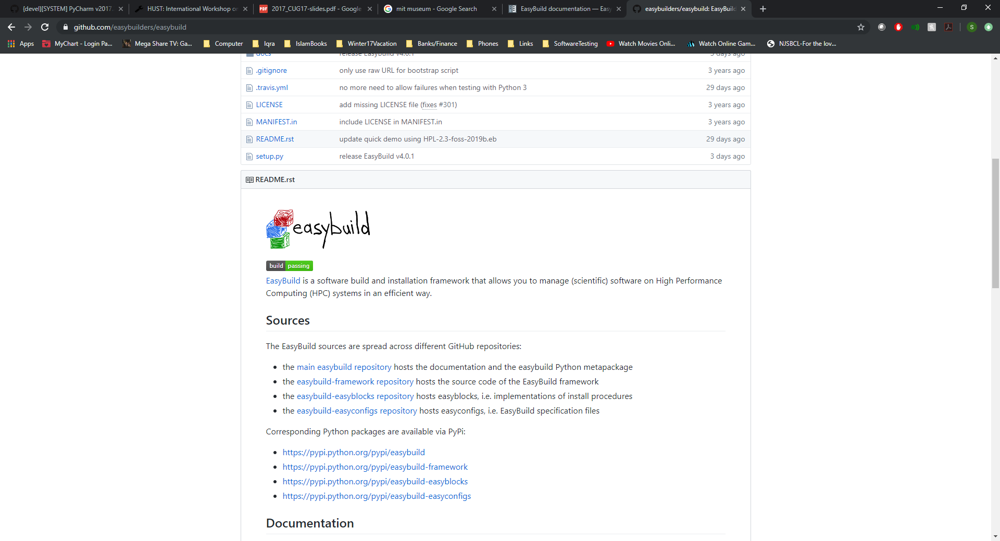 {devel}[SYSTEM] PyCharm v2017.
HUST: International Workshop on
2017_CUG17-slides.pdf - Google
mit museum - Google Search
EasyBuild documentation — Easy
easybuilders/easybuild: EasyBuild
github.com/easybuilders/easybuild
S
Apps
MyChart - Login Pa...
Mega Share TV: Ga...
Computer
Iqra
IslamBooks
Winter17Vacation
Banks/Finance
Phones
Links
SoftwareTesting
Watch Movies Onli...
Watch Online Gam...
NJSBCL-For the lov...
docs release EasyBuild v4.0.1 3 days ago
.gitignore only use raw URL for bootstrap script 3 years ago
.travis.yml no more need to allow failures when testing with Python 3 29 days ago
LICENSE add missing LICENSE file (fixes #301) 3 years ago
MANIFEST.in include LICENSE in MANIFEST.in 3 years ago
README.rst update quick demo using HPL-2.3-foss-2019b.eb 29 days ago
setup.py release EasyBuild v4.0.1 3 days ago
README.rst
easybuild
build passing
EasyBuild is a software build and installation framework that allows you to manage (scientific) software on High Performance
Computing (HPC) systems in an efficient way.
Sources
The EasyBuild sources are spread across different GitHub repositories:
• the main easybuild repository hosts the documentation and the easybuild Python metapackage
• the easybuild-framework repository hosts the source code of the EasyBuild framework
• the easybuild-easyblocks repository hosts easyblocks, i.e. implementations of install procedures
• the easybuild-easyconfigs repository hosts easyconfigs, i.e. EasyBuild specification files
Corresponding Python packages are available via PyPi:
• https://pypi.python.org/pypi/easybuild
• https://pypi.python.org/pypi/easybuild-framework
• https://pypi.python.org/pypi/easybuild-easyblocks
• https://pypi.python.org/pypi/easybuild-easyconfigs
Documentation